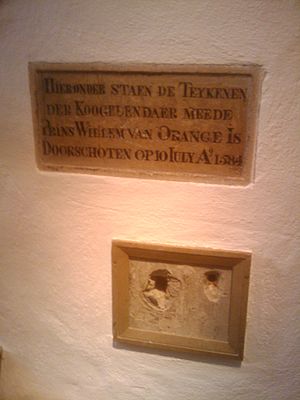 HIERONDER STAEN DE TEYKENEN
DER KOOGELEN DAER MEEDE
PRINS WILLEM VAN ORANGE IS
DOORSCHOTEN OP 10 IULY Aº 1584